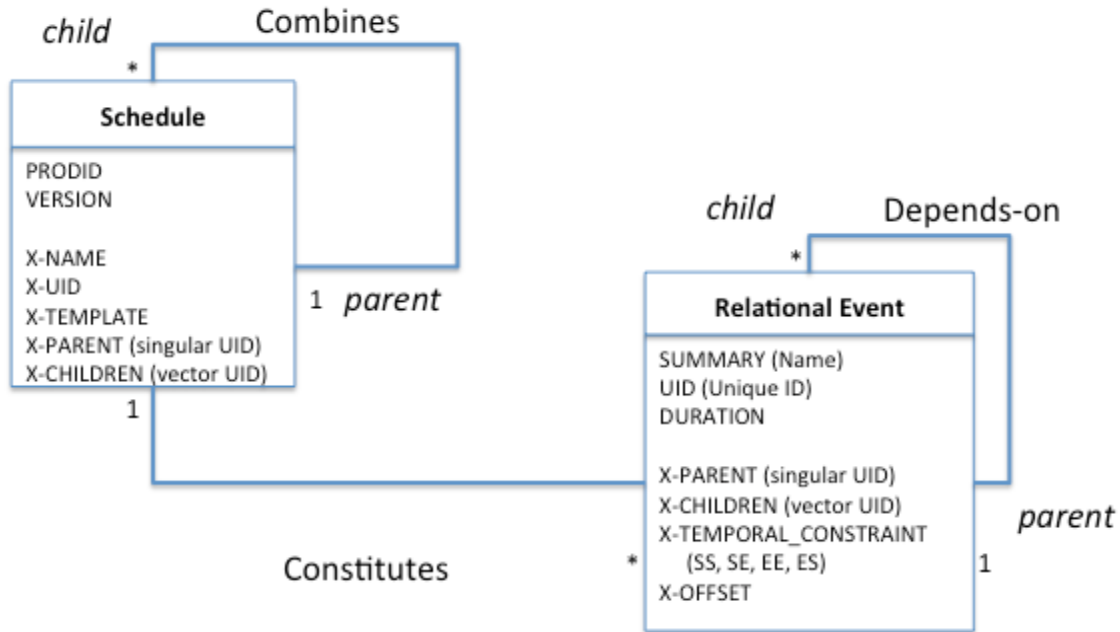 child
Combines
*
Schedule
PRODID
VERSION
X-NAME
X-UID
X-TEMPLATE
X-PARENT (singular UID)
X-CHILDREN (vector UID)
1 parent
1
child
Depends-on
*
Relational Event
SUMMARY (Name)
UID (Unique ID)
DURATION
X-PARENT (singular UID)
X-CHILDREN (vector UID)
X-TEMPORAL_CONSTRAINT
(SS, SE, EE, ES)
X-OFFSET
parent
1
Constitutes
*